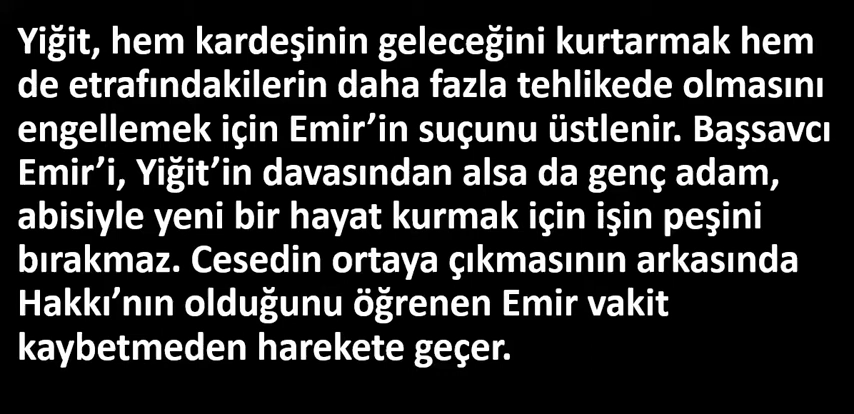 Yiğit, hem kardeşinin geleceğini kurtarmak hem
de etrafındakilerin daha fazla tehlikede olmasını
engellemek için Emir’in suçunu üstlenir. Başsavcı
Emir’i, Yiğit’in davasından alsa da genç adam,
abisiyle yeni bir hayat kurmak için işin peşini
bırakmaz. Cesedin ortaya çıkmasının arkasında
Hakkı’nın olduğunu öğrenen Emir vakit
kaybetmeden harekete geçer.